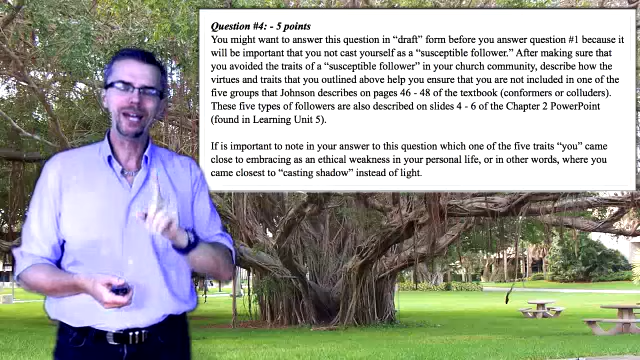 Question #4: - 5 points
You might want to answer this question in “draft” form before you answer question #1 because it
will be important that you not cast yourself as a “susceptible follower.” After making sure that
you avoided the traits of a “susceptible follower” in your church community, describe how the
virtues and traits that you outlined above help you ensure that you are not included in one of the
five groups that Johnson describes on pages 46 - 48 of the textbook (conformers or colluders).
These five types of followers are also described on slides 4 - 6 of the Chapter 2 PowerPoint
(found in Learning Unit 5).
If is important to note in your answer to this question which one of the five traits “you” came
close to embracing as an ethical weakness in your personal life, or in other words, where you
came closest to “casting shadow” instead of light.